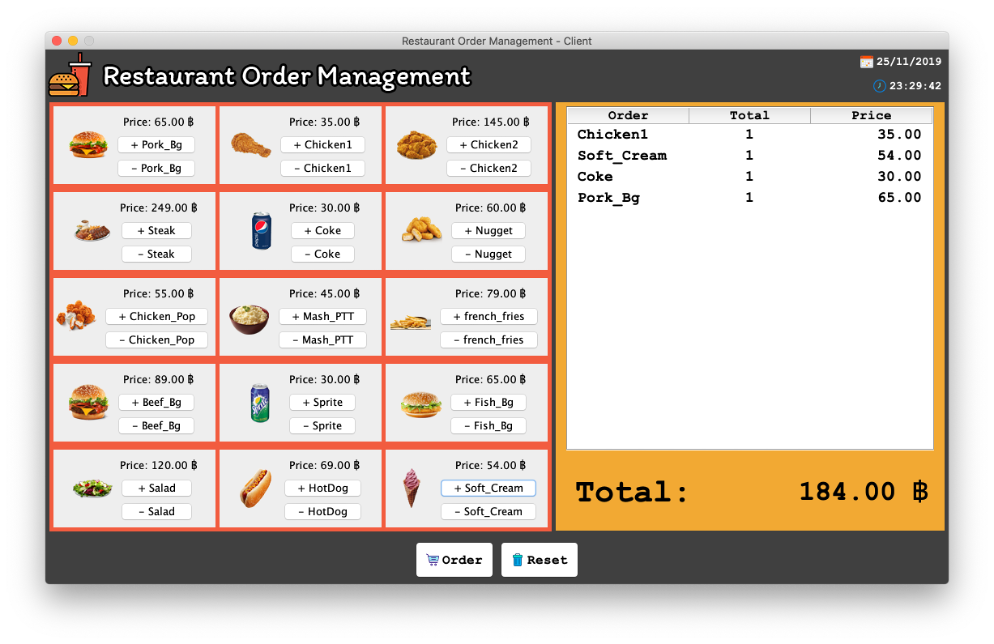 Restaurant Order Management - Client
Restaurant Order Management
25/11/2019
23:29:42
Price: 65.00 ฿
+ Pork_Bg
- Pork_Bg
Price: 35.00 ฿
+ Chicken1
- Chicken1
Price: 145.00 ฿
+ Chicken2
- Chicken2
Price: 249.00 ฿
+ Steak
- Steak
Price: 30.00 ฿
+ Coke
- Coke
Price: 60.00 ฿
+ Nugget
- Nugget
Price: 55.00 ฿
+ Chicken_Pop
- Chicken_Pop
Price: 45.00 ฿
+ Mash_PTT
- Mash_PTT
Price: 79.00 ฿
+ french_fries
- french_fries
Price: 89.00 ฿
+ Beef_Bg
- Beef_Bg
Price: 30.00 ฿
+ Sprite
- Sprite
Price: 65.00 ฿
+ Fish_Bg
- Fish_Bg
Price: 120.00 ฿
+ Salad
- Salad
Price: 69.00 ฿
+ HotDog
- HotDog
Price: 54.00 ฿
+ Soft_Cream
- Soft_Cream
Order Total Price
Chicken1 1 35.00
Soft_Cream 1 54.00
Coke 1 30.00
Pork_Bg 1 65.00
Total: 184.00 ฿
Order
Reset